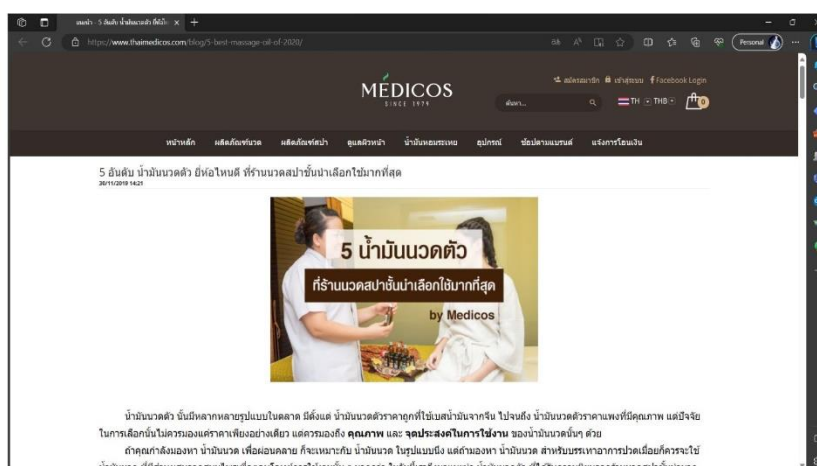 แนะนำ - 5 อันดับ น้ำมันนวดตัว ยี่ห้อไหน
https://www.thaimedicos.com/blog/5-best-massage-oil-of-2020/
Personal
MEDICOS
SINCE 1979
สมัครสมาชิก เข้าสู่ระบบ Facebook Login
ค้นหา...
TH THB 0
หน้าหลัก ผลิตภัณฑ์นวด ผลิตภัณฑ์สปา ดูแลผิวหน้า น้ำมันหอมระเหย อุปกรณ์ ช้อปตามแบรนด์ แจ้งการโอนเงิน
5 อันดับ น้ำมันนวดตัว ยี่ห้อไหนดี ที่ร้านนวดสปาชั้นนำเลือกใช้มากที่สุด
20/11/2019 14:21
5 น้ำมันนวดตัว
ที่ร้านนวดสปาชั้นนำเลือกใช้มากที่สุด
by Medicos
น้ำมันนวดตัว นั้นมีหลากหลายรูปแบบในตลาด มีตั้งแต่ น้ำมันนวดตัวราคาถูกที่ใช้เบสน้ำมันจากจีน ไปจนถึง น้ำมันนวดตัวราคาแพงที่มีคุณภาพ แต่ปัจจัย
ในการเลือกนั้นไม่ควรมองแค่ราคาเพียงอย่างเดียว แต่ควรมองถึง คุณภาพ และ จุดประสงค์ในการใช้งาน ของน้ำมันนวดนั้นๆ ด้วย
ถ้าคุณกำลังมองหา น้ำมันนวด เพื่อผ่อนคลาย ก็จะเหมาะกับ น้ำมันนวด ในรูปแบบนึง แต่ถ้ามองหา น้ำมันนวด สำหรับบรรเทาอาการปวดเมื่อยก็ควรจะใช้